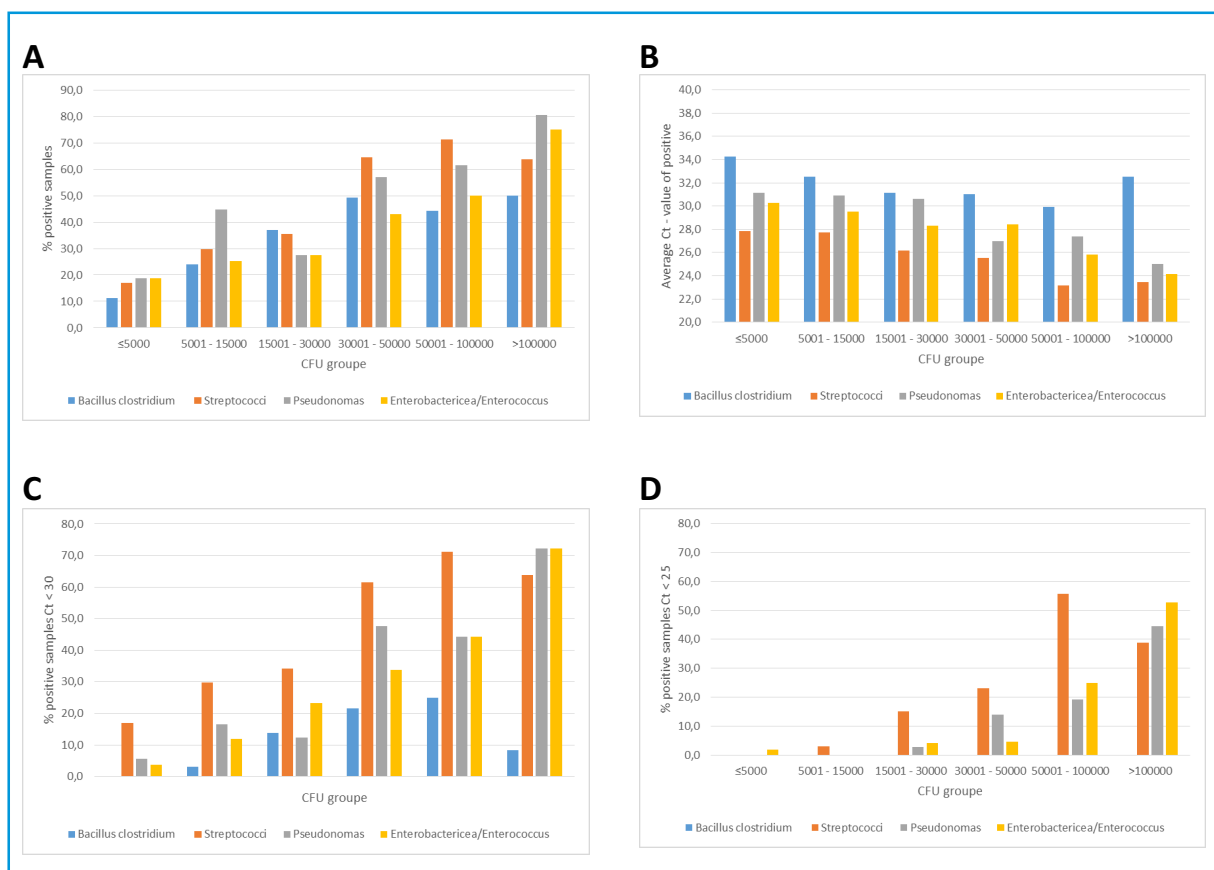 A
% positive samples
90,0
80,0
70,0
60,0
50,0
40,0
30,0
20,0
10,0
0,0
≤5000 5001 - 15000 15001 - 30000 30001 - 50000 50001 - 100000 >100000
CFU groupe
Bacillus clostridium Streptococci Pseudonomas Enterobactericea/Enterococcus
B
Average Ct - value of positive
40,0
38,0
36,0
34,0
32,0
30,0
28,0
26,0
24,0
22,0
20,0
≤5000 5001 - 15000 15001 - 30000 30001 - 50000 50001 - 100000 >100000
CFU groupe
Bacillus clostridium Streptococci Pseudonomas Enterobactericea/Enterococcus
C
% positive samples Ct < 30
80,0
70,0
60,0
50,0
40,0
30,0
20,0
10,0
0,0
CFU groupe
Bacillus clostridium Streptococci Pseudonomas Enterobactericea/Enterococcus
D
% positive samples Ct < 25
80,0
70,0
60,0
50,0
40,0
30,0
20,0
10,0
0,0
≤5000 5001 - 15000 15001 - 30000 30001 - 50000 50001 - 100000 >100000
CFU groupe
Bacillus clostridium Streptococci Pseudonomas Enterobactericea/Enterococcus